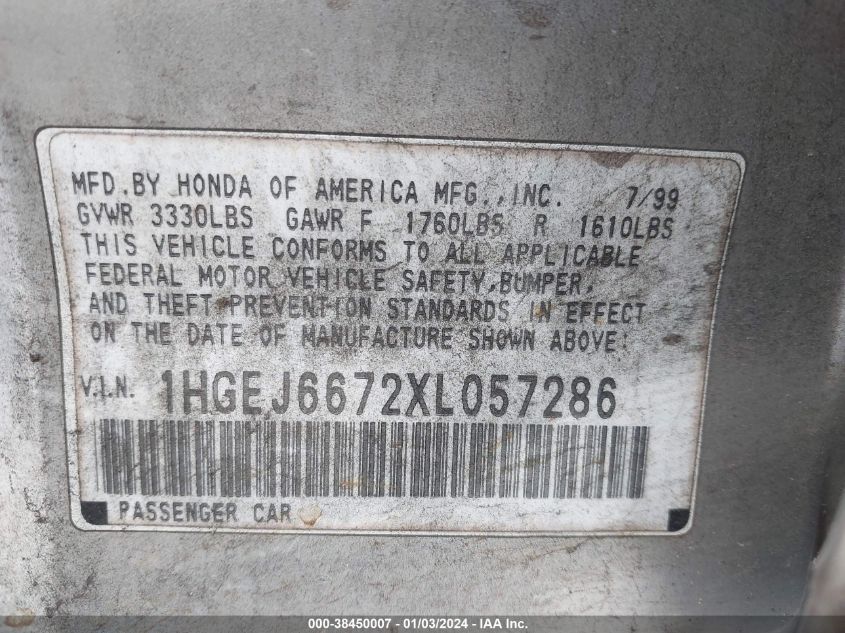 MFD. BY HONDA OF AMERICA MFG., INC. 7/99
GVWR 3330LBS GAWR F 1760LBS R 1610LBS
THIS VEHICLE CONFORMS TO ALL APPLICABLE
FEDERAL MOTOR VEHICLE SAFETY, BUMPER,
AND THEFT PREVENTION STANDARDS IN EFFECT
ON THE DATE OF MANUFACTURE SHOWN ABOVE.
V.I.N. 1HGEJ6672XL057286
PASSENGER CAR
000-38450007 | 01/03/2024 - IAA Inc.